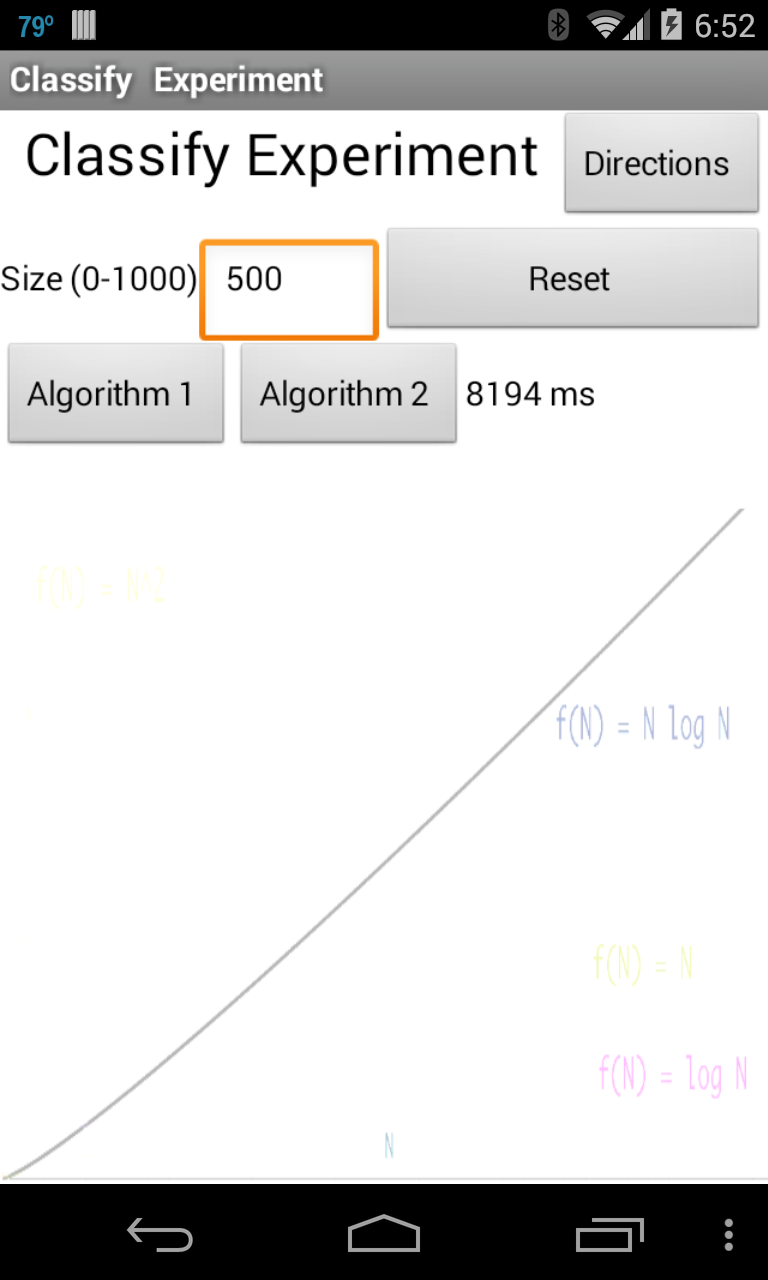 79° 6:52
Classify Experiment
Classify Experiment Directions
Size (0-1000) 500 Reset
Algorithm 1 Algorithm 2 8194 ms
f(N) = N^2
f(N) = N log N
f(N) = N
f(N) = log N
N